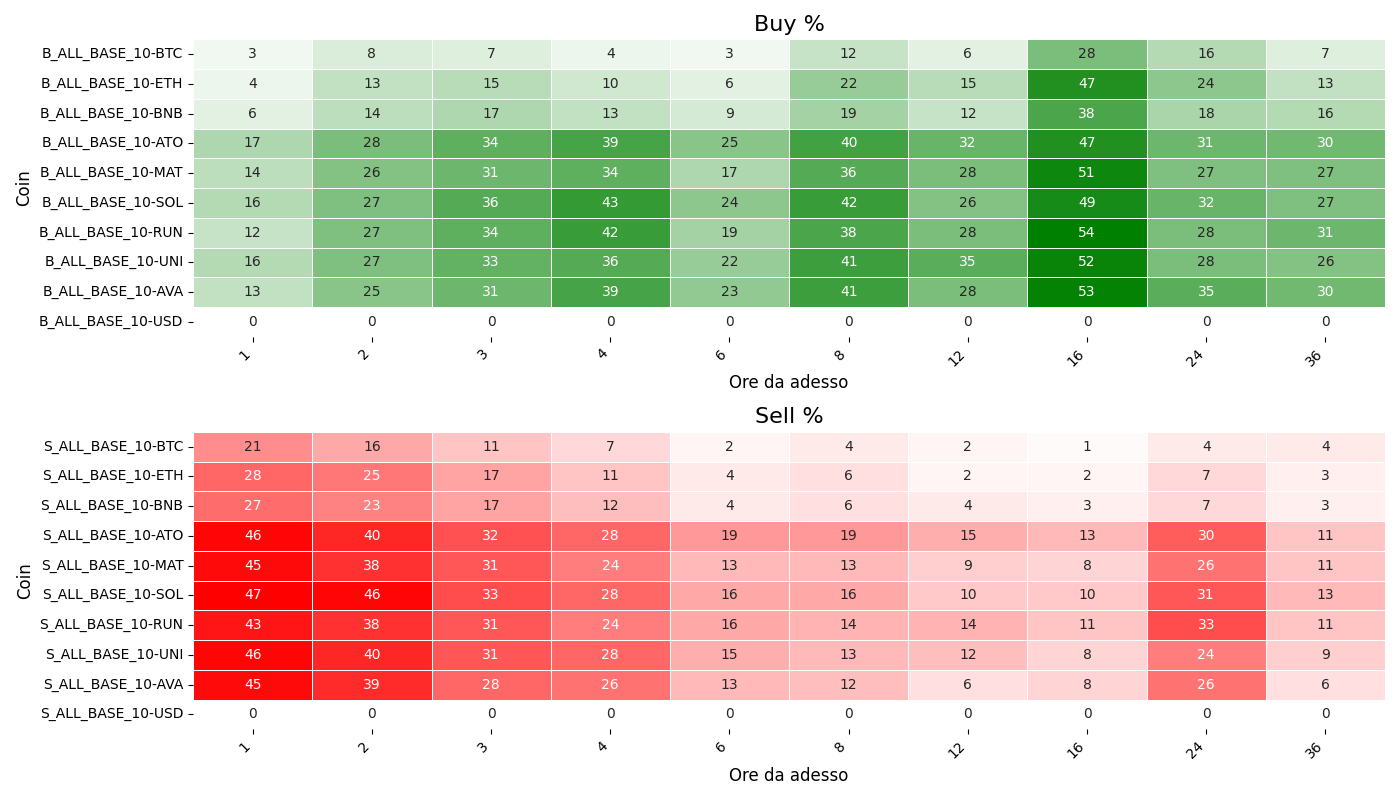 Buy %
Coin
B_ALL_BASE_10-BTC 3 8 7 4 3 12 6 28 16 7
B_ALL_BASE_10-ETH 4 13 15 10 6 22 15 47 24 13
B_ALL_BASE_10-BNB 6 14 17 13 9 19 12 38 18 16
B_ALL_BASE_10-ATO 17 28 34 39 25 40 32 47 31 30
B_ALL_BASE_10-MAT 14 26 31 34 17 36 28 51 27 27
B_ALL_BASE_10-SOL 16 27 36 43 24 42 26 49 32 27
B_ALL_BASE_10-RUN 12 27 34 42 19 38 28 54 28 31
B_ALL_BASE_10-UNI 16 27 33 36 22 41 35 52 28 26
B_ALL_BASE_10-AVA 13 25 31 39 23 41 28 53 35 30
B_ALL_BASE_10-USD 0 0 0 0 0 0 0 0 0 0
1 2 3 4 6 8 12 16 24 36
Ore da adesso
Sell %
Coin
S_ALL_BASE_10-BTC 21 16 11 7 2 4 2 1 4 4
S_ALL_BASE_10-ETH 28 25 17 11 4 6 2 2 7 3
S_ALL_BASE_10-BNB 27 23 17 12 4 6 4 3 7 3
S_ALL_BASE_10-ATO 46 40 32 28 19 19 15 13 30 11
S_ALL_BASE_10-MAT 45 38 31 24 13 13 9 8 26 11
S_ALL_BASE_10-SOL 47 46 33 28 16 16 10 10 31 13
S_ALL_BASE_10-RUN 43 38 31 24 16 14 14 11 33 11
S_ALL_BASE_10-UNI 46 40 31 28 15 13 12 8 24 9
S_ALL_BASE_10-AVA 45 39 28 26 13 12 6 8 26 6
S_ALL_BASE_10-USD 0 0 0 0 0 0 0 0 0 0
1 2 3 4 6 8 12 16 24 36
Ore da adesso